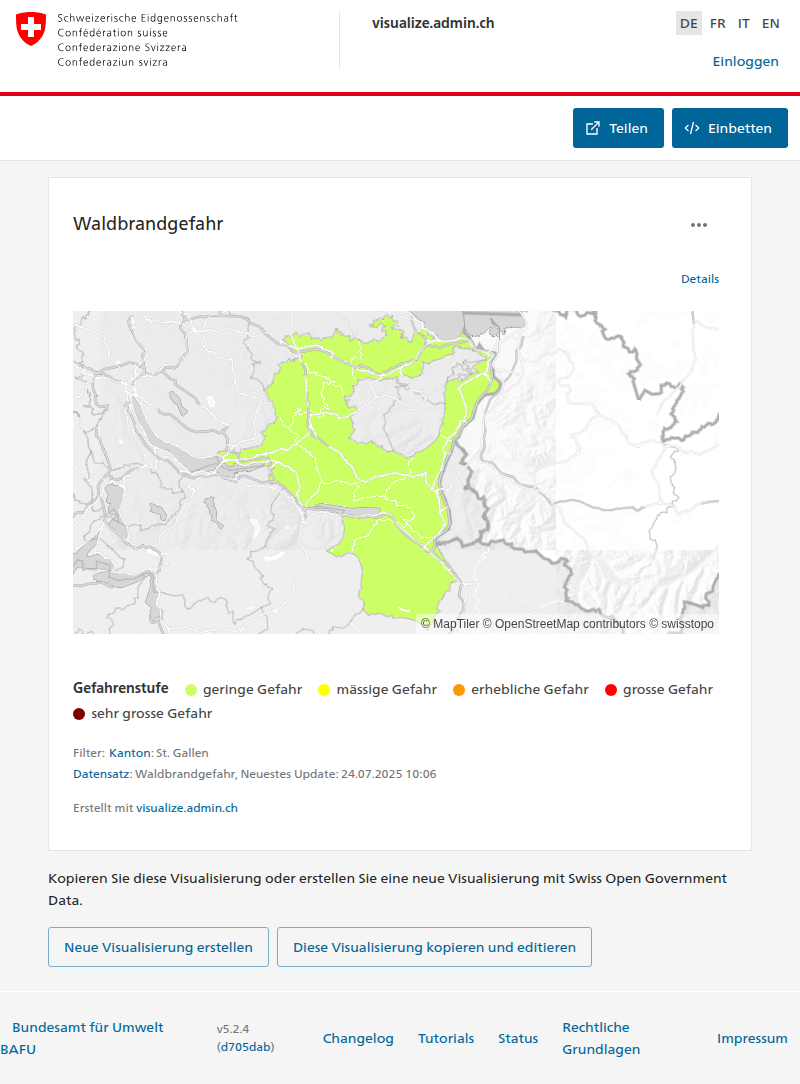 Schweizerische Eidgenossenschaft
Confédération suisse
Confederazione Svizzera
Confederaziun svizra
visualize.admin.ch
DE FR IT EN
Einloggen
Teilen
Einbetten
Waldbrandgefahr
Details
© MapTiler © OpenStreetMap contributors © swisstopo
Gefahrenstufe geringe Gefahr mässige Gefahr erhebliche Gefahr grosse Gefahr
sehr grosse Gefahr
Filter: Kanton: St. Gallen
Datensatz: Waldbrandgefahr, Neuestes Update: 24.07.2025 10:06
Erstellt mit visualize.admin.ch
Kopieren Sie diese Visualisierung oder erstellen Sie eine neue Visualisierung mit Swiss Open Government
Data.
Neue Visualisierung erstellen
Diese Visualisierung kopieren und editieren
Bundesamt für Umwelt
BAFU
v5.2.4
(d705dab)
Changelog
Tutorials
Status
Rechtliche
Grundlagen
Impressum